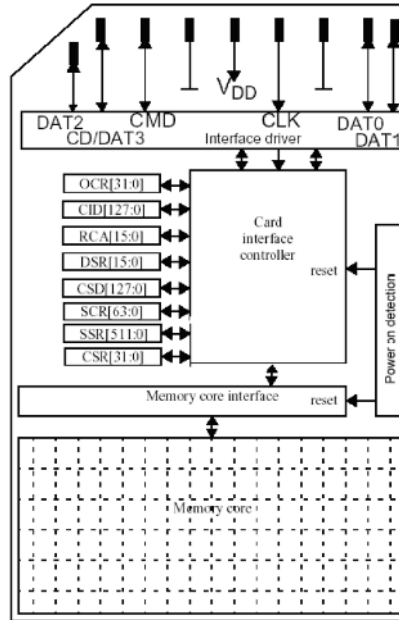 V_DD
DAT2 CMD CLK DAT0
CD/DAT3 Interface driver DAT1
OCR[31:0]
CID[127:0]
RCA[15:0]
DSR[15:0]
CSD[127:0]
SCR[63:0]
SSR[511:0]
CSR[31:0]
Card
interface
controller
reset
Power on detection
Memory core interface reset
Memory core